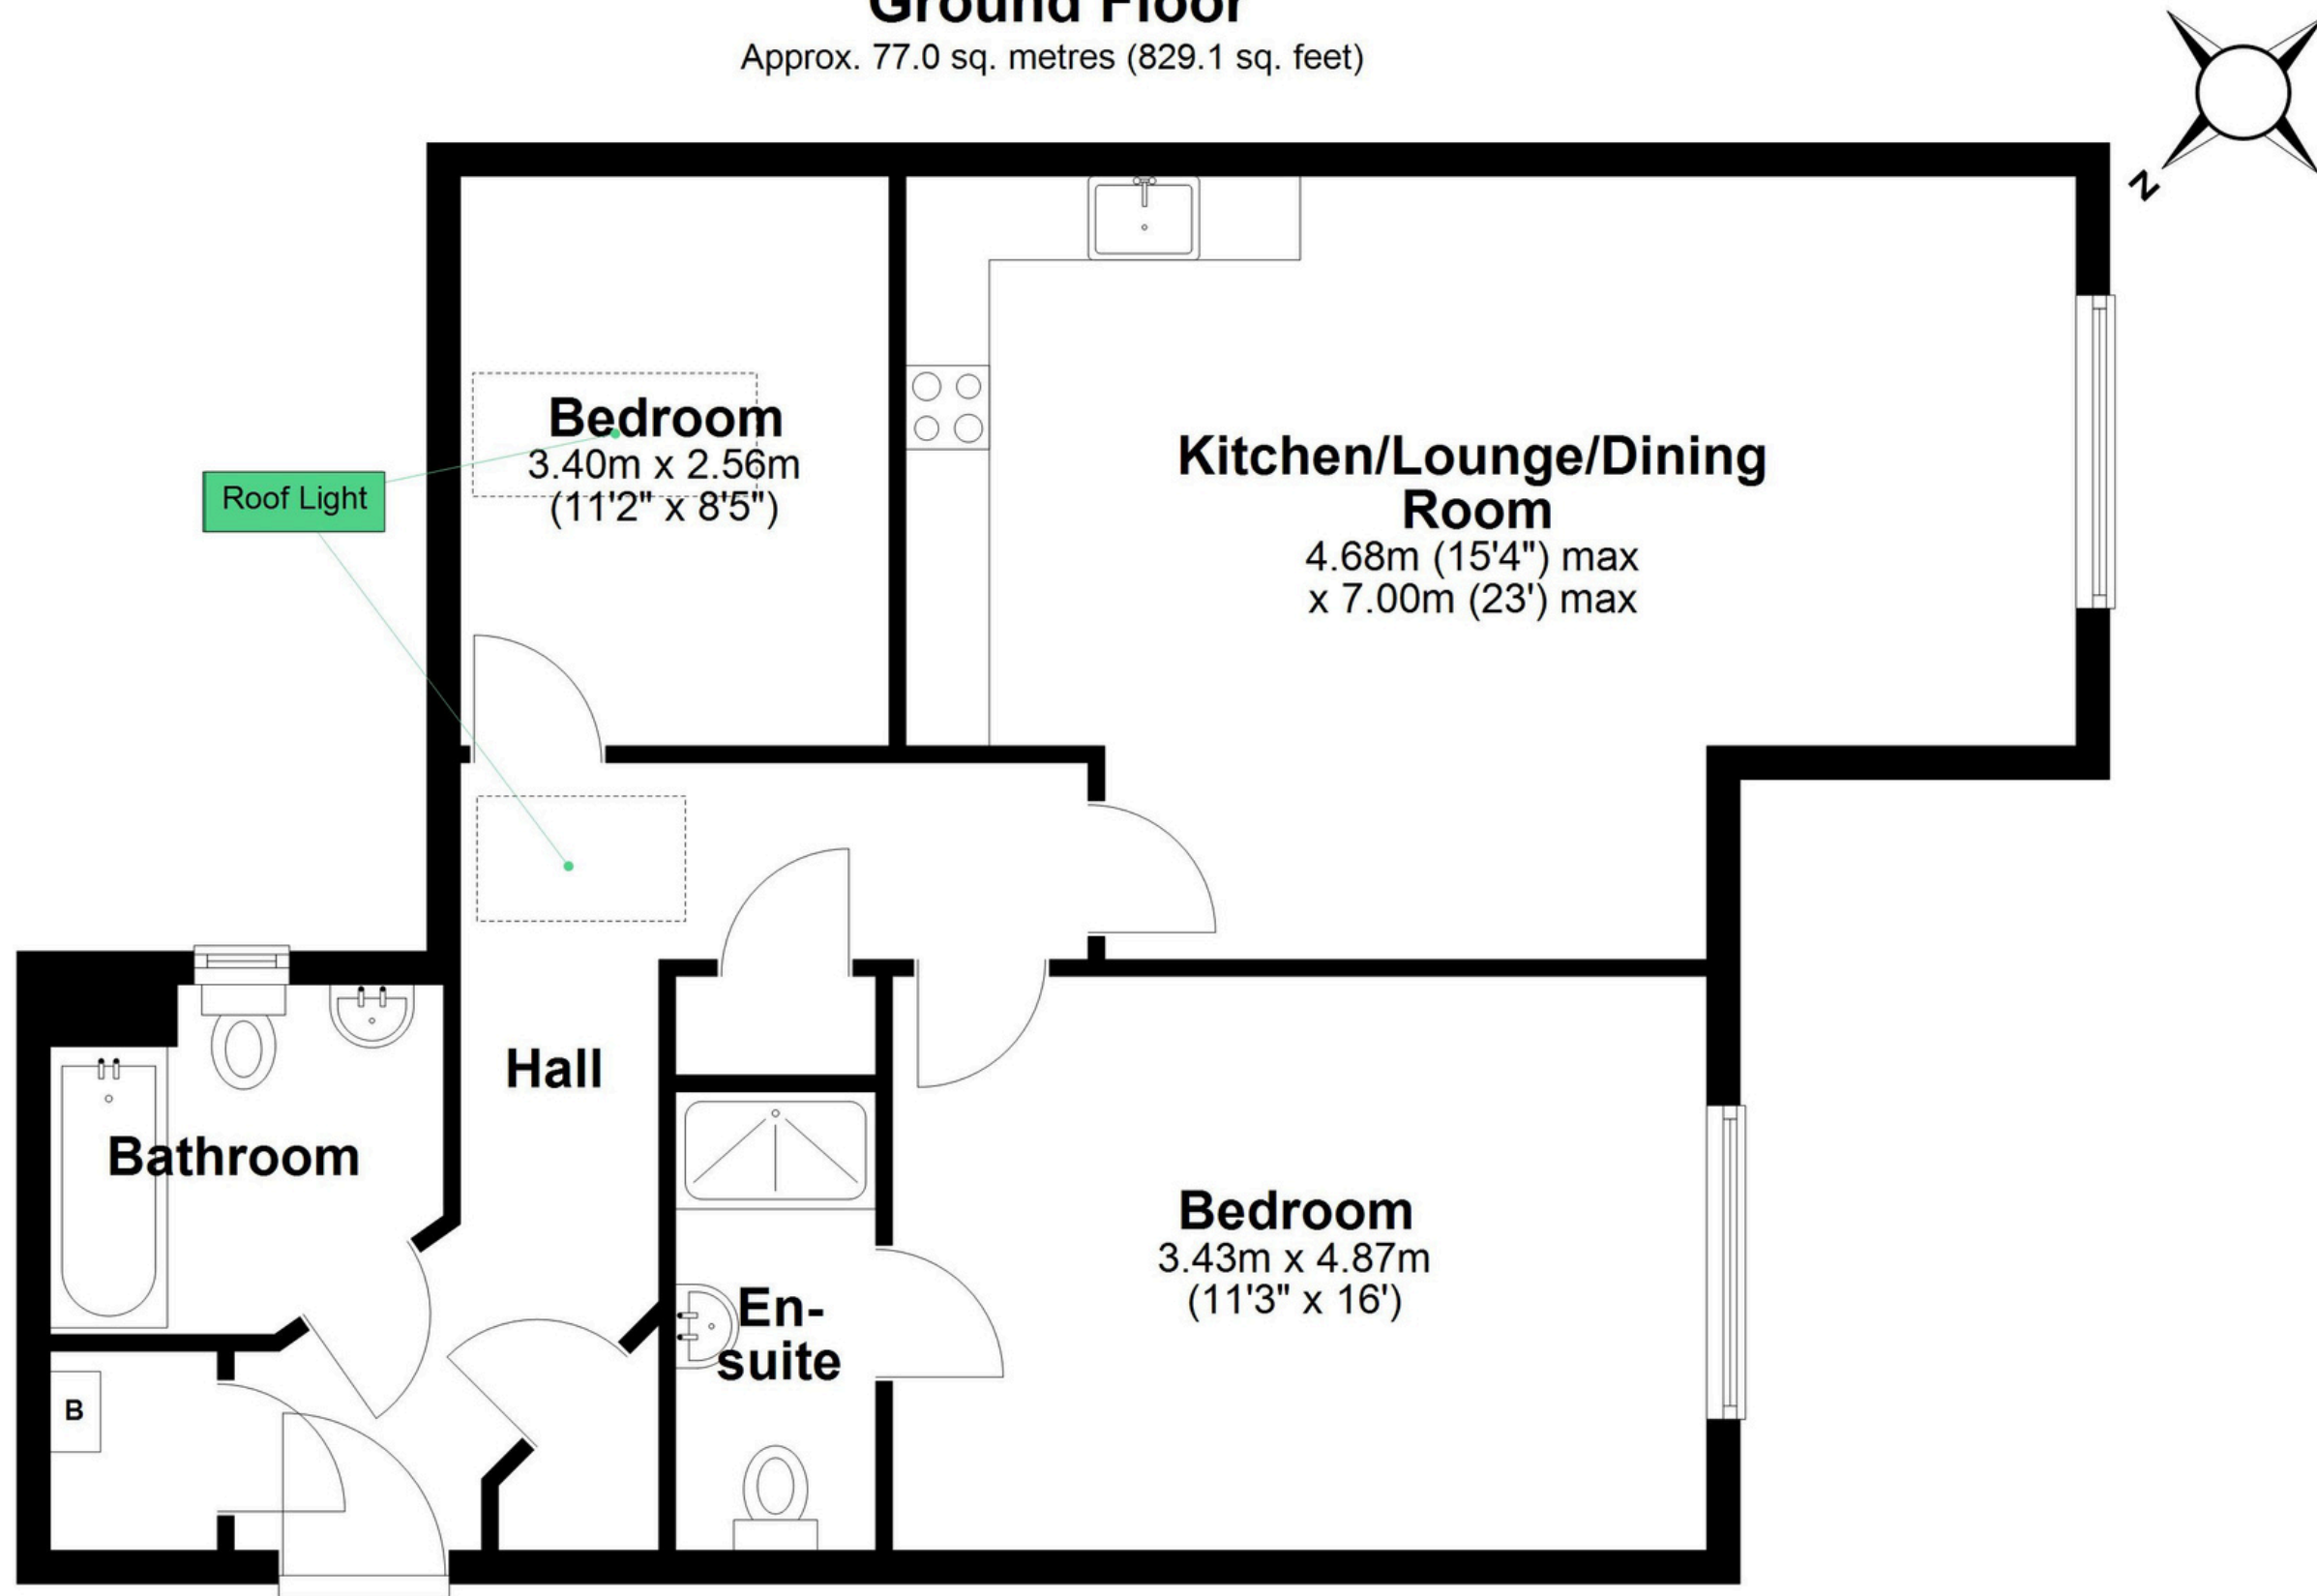 Ground Floor
Approx. 77.0 sq. metres (829.1 sq. feet)
N
Bedroom
3.40m x 2.56m
(11'2" x 8'5")
Roof Light
Kitchen/Lounge/Dining
Room
4.68m (15'4") max
x 7.00m (23') max
Hall
Bathroom
Bedroom
3.43m x 4.87m
(11'3" x 16')
En-
suite
B